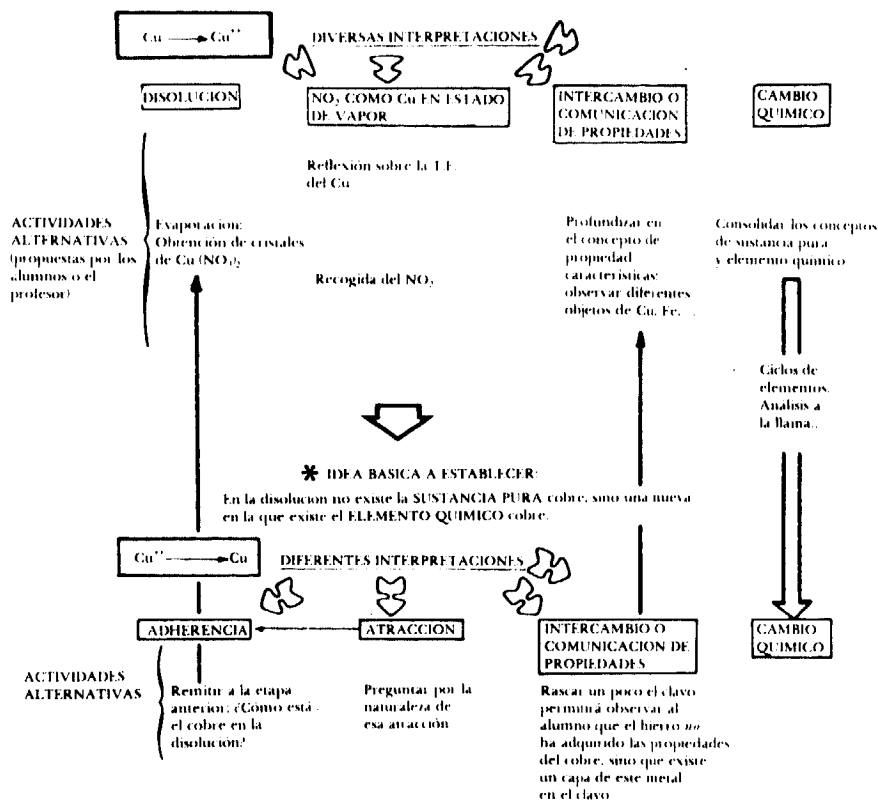 Cu → Cu++
DIVERSAS INTERPRETACIONES
DISOLUCION
NO2 COMO Cu EN ESTADO
DE VAPOR
INTERCAMBIO O
COMUNICACION
DE PROPIEDADES
CAMBIO
QUIMICO
Reflexión sobre la T.F.
del Cu
ACTIVIDADES
ALTERNATIVAS
(propuestas por los
alumnos o el
profesor)
Evaporacion:
Obtención de cristales
de Cu (NO3)2
Recogida del NO2
Profundizar en
el concepto de
propiedad
características:
observar diferentes
objetos de Cu, Fe...
Consolidar los conceptos
de sustancia pura
y elemento químico
Ciclos de
elementos.
Análisis a
la llama..
* IDEA BASICA A ESTABLECER:
En la disolucion no existe la SUSTANCIA PURA cobre, sino una nueva
en la que existe el ELEMENTO QUIMICO cobre.
Cu++ → Cu
DIFERENTES INTERPRETACIONES
ADHERENCIA
ATRACCION
INTERCAMBIO O
COMUNICACION DE
PROPIEDADES
CAMBIO
QUIMICO
ACTIVIDADES
ALTERNATIVAS
Remitir a la etapa
anterior: ¿Cómo está
el cobre en la
disolución?
Preguntar por la
naturaleza de
esa atracción
Rascar un poco el clavo
permitirá observar al
alumno que el hierro no
ha adquirido las propiedades
del cobre, sino que existe
un capa de este metal
en el clavo